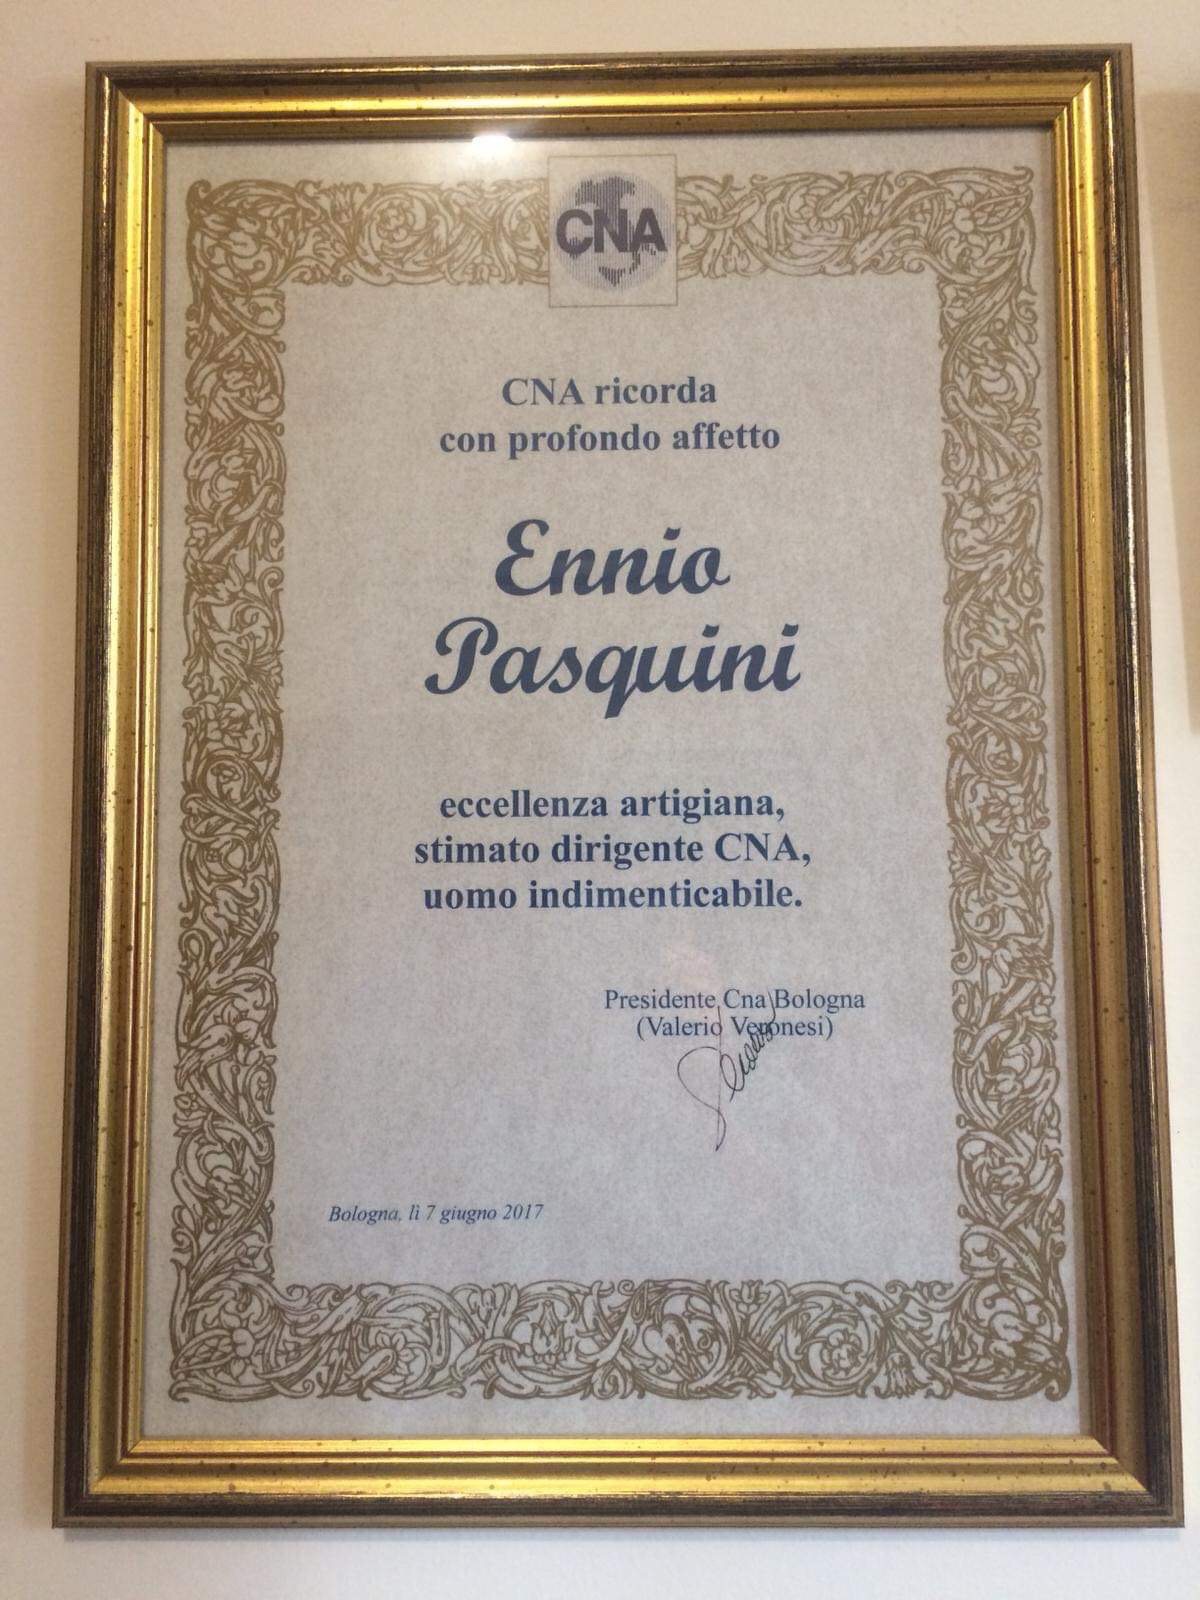 CNA
CNA ricorda
con profondo affetto
Ennio
Pasquini
eccellenza artigiana,
stimato dirigente CNA,
uomo indimenticabile.
Presidente Cna Bologna
(Valerio Veronesi)
Bologna, lì 7 giugno 2017